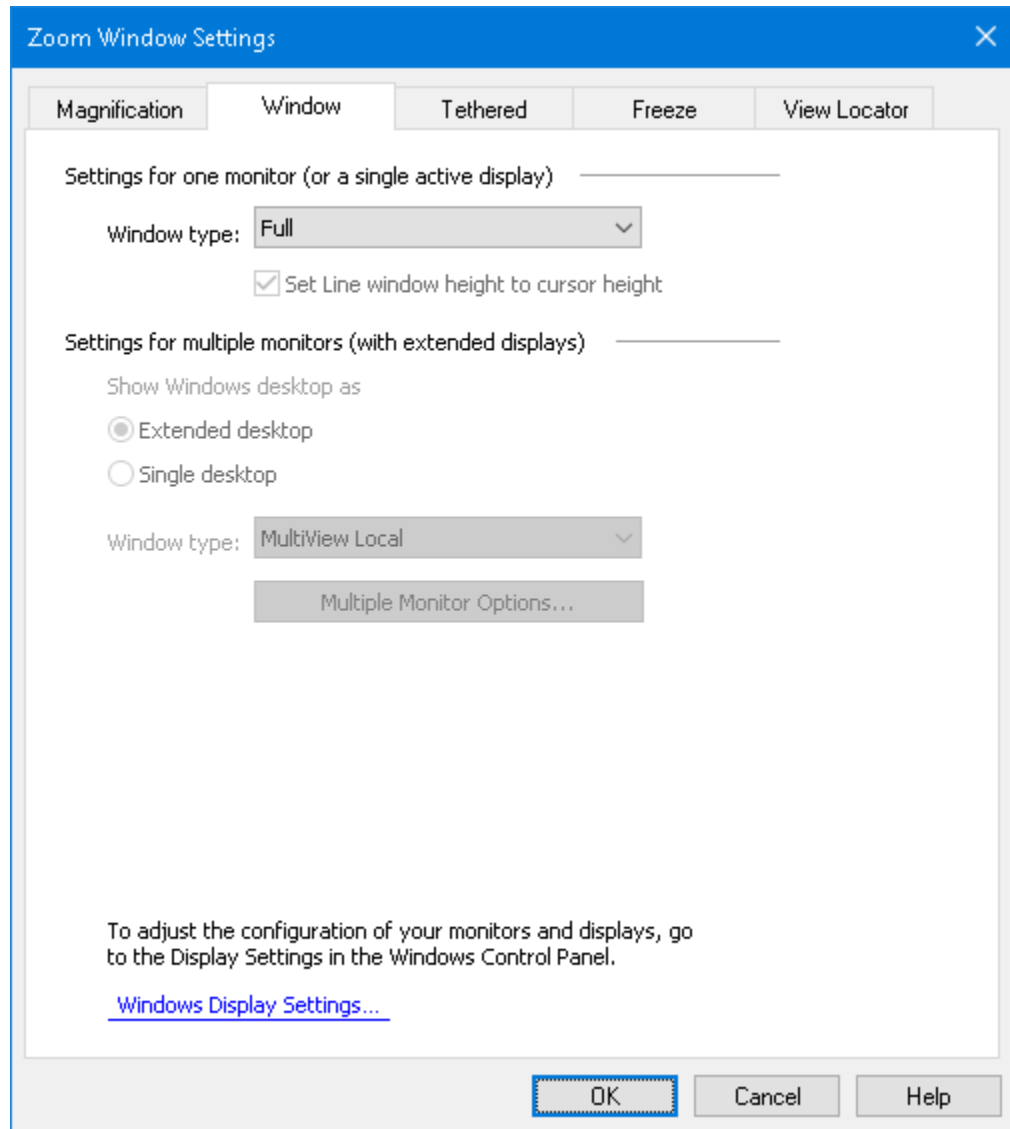 Zoom Window Settings
Magnification Window Tethered Freeze View Locator
Settings for one monitor (or a single active display)
Window type: Full
Set Line window height to cursor height
Settings for multiple monitors (with extended displays)
Show Windows desktop as
Extended desktop
Single desktop
Window type: MultiView Local
Multiple Monitor Options...
To adjust the configuration of your monitors and displays, go
to the Display Settings in the Windows Control Panel.
Windows Display Settings...
OK Cancel Help